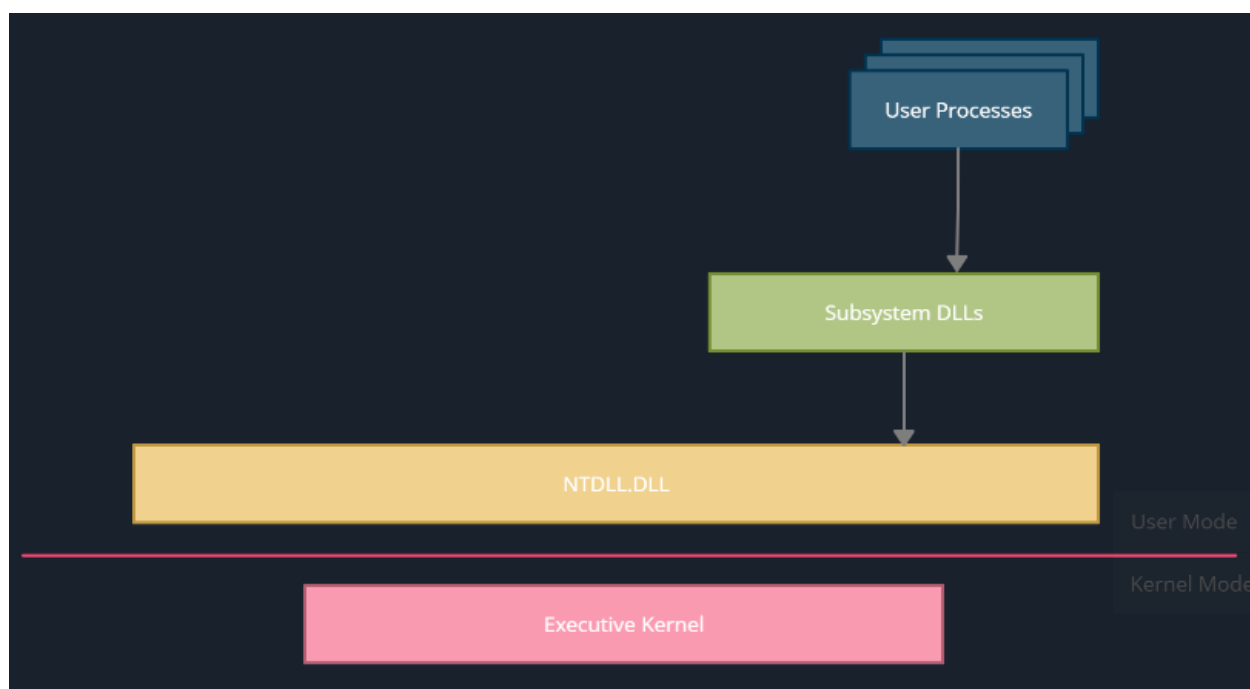 User Processes
Subsystem DLLs
NTDLL.DLL
User Mode
Kernel Mode
Executive Kernel